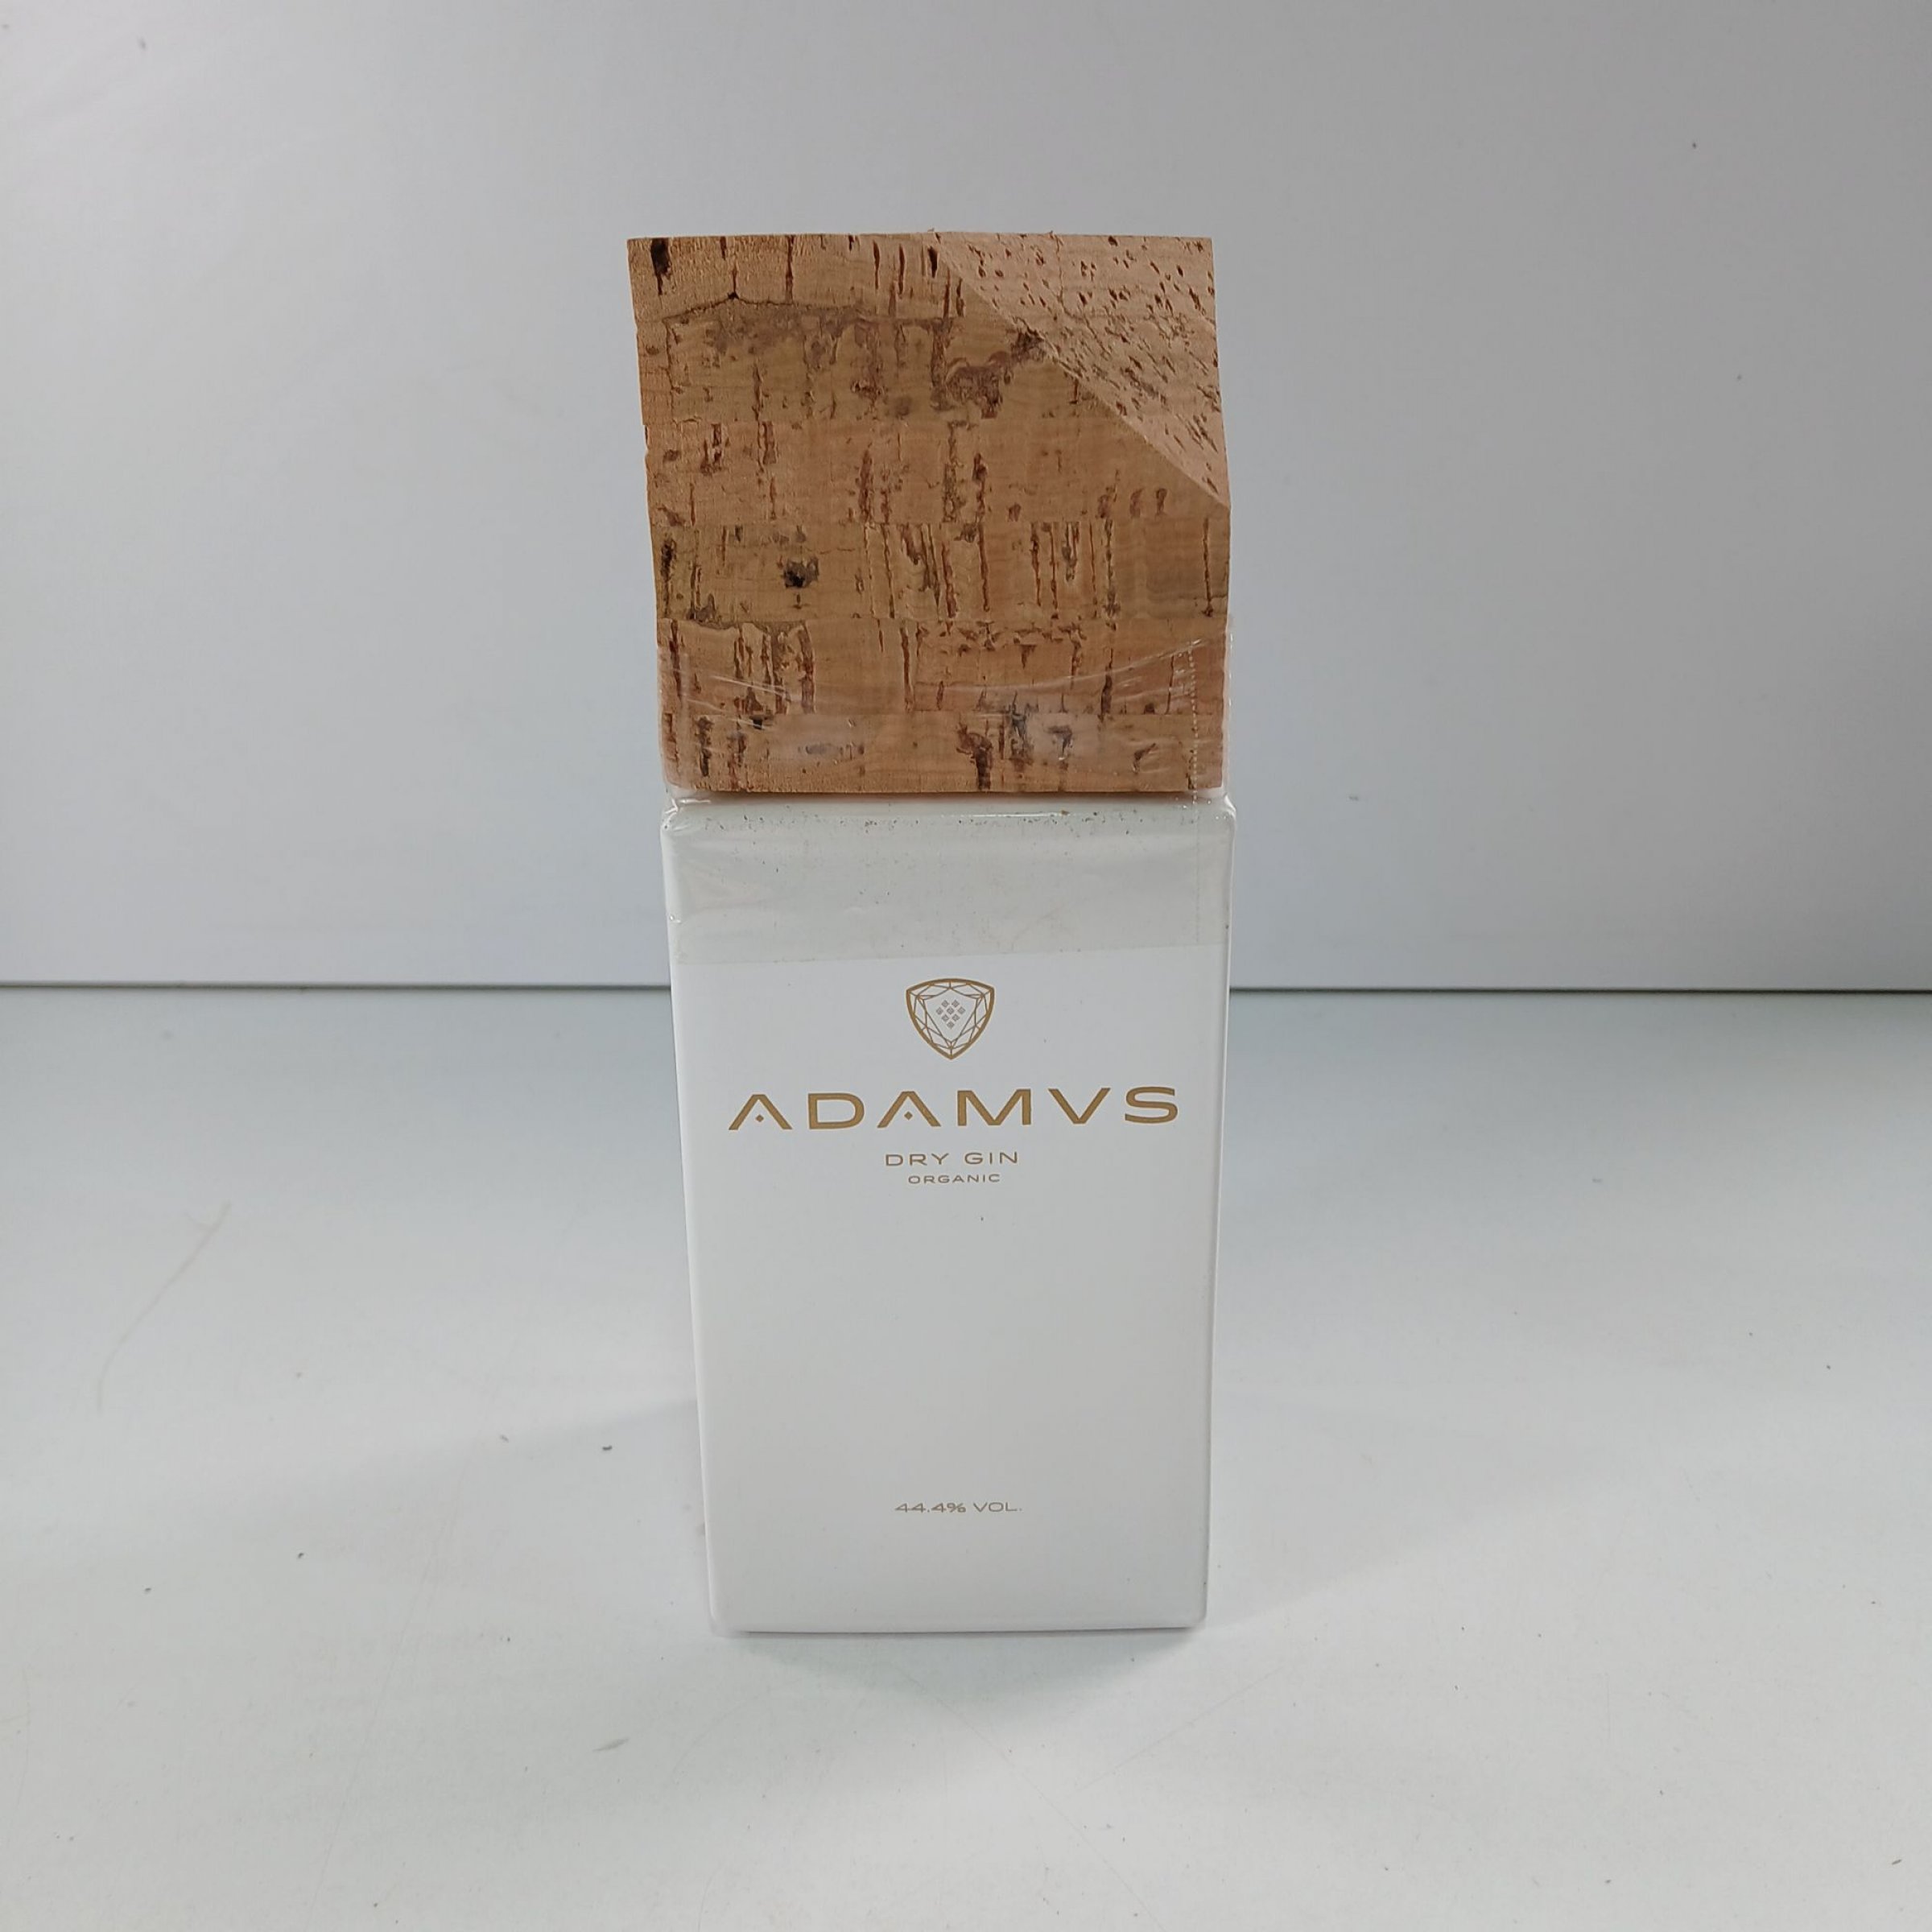 ADAMVS
DRY GIN
ORGANIC
44.4% VOL.